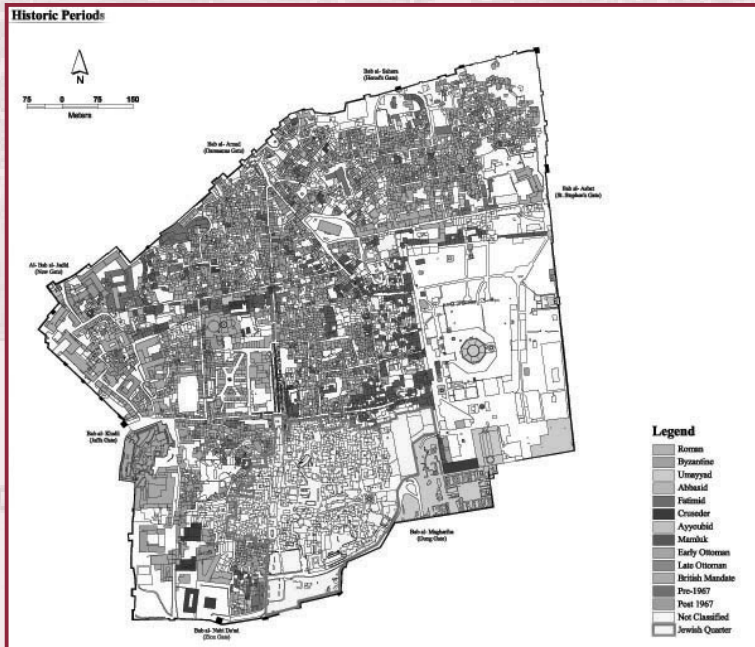 Historic Periods
N
75 0 75 150
Meters
Bab al- Sahera
(Herod's Gate)
Bab al- Amud
(Damascus Gate)
Bab al- Asbat
(St. Stephen's Gate)
Al- Bab al- Jadid
(New Gate)
Bab al- Khalil
(Jaffa Gate)
Bab al- Maghariba
(Dung Gate)
Bab al- Nabi Da'ud
(Zion Gate)
Legend
Roman
Byzantine
Umayyad
Abbasid
Fatimid
Crusader
Ayyoubid
Mamluk
Early Ottoman
Late Ottoman
British Mandate
Pre-1967
Post 1967
Not Classified
Jewish Quarter